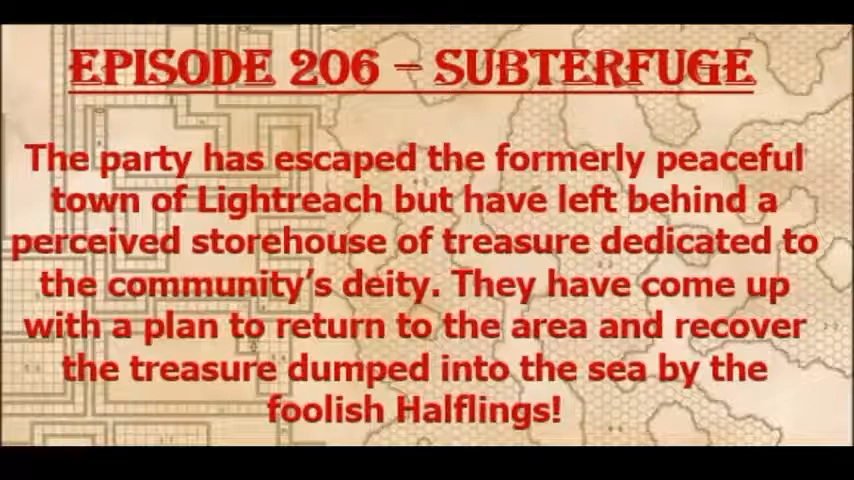 EPISODE 206 – SUBTERFUGE
The party has escaped the formerly peaceful
town of Lightreach but have left behind a
perceived storehouse of treasure dedicated to
the community’s deity. They have come up
with a plan to return to the area and recover
the treasure dumped into the sea by the
foolish Halflings!